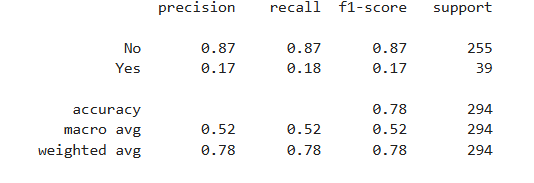 precision recall f1-score support
No 0.87 0.87 0.87 255
Yes 0.17 0.18 0.17 39
accuracy 0.78 294
macro avg 0.52 0.52 0.52 294
weighted avg 0.78 0.78 0.78 294